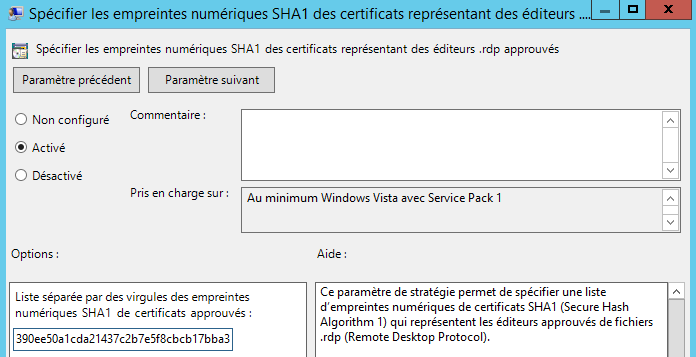 Spécifier les empreintes numériques SHA1 des certificats représentant des éditeurs ....
Spécifier les empreintes numériques SHA1 des certificats représentant des éditeurs .rdp approuvés
Paramètre précédent
Paramètre suivant
Non configuré
Commentaire :
Activé
Désactivé
Pris en charge sur :
Au minimum Windows Vista avec Service Pack 1
Options :
Aide :
Liste séparée par des virgules des empreintes
numériques SHA1 de certificats approuvés :
390ee50a1cda21437c2b7e5f8cbcb17bba3
Ce paramètre de stratégie permet de spécifier une liste
d'empreintes numériques de certificats SHA1 (Secure Hash
Algorithm 1) qui représentent les éditeurs approuvés de fichiers
.rdp (Remote Desktop Protocol).